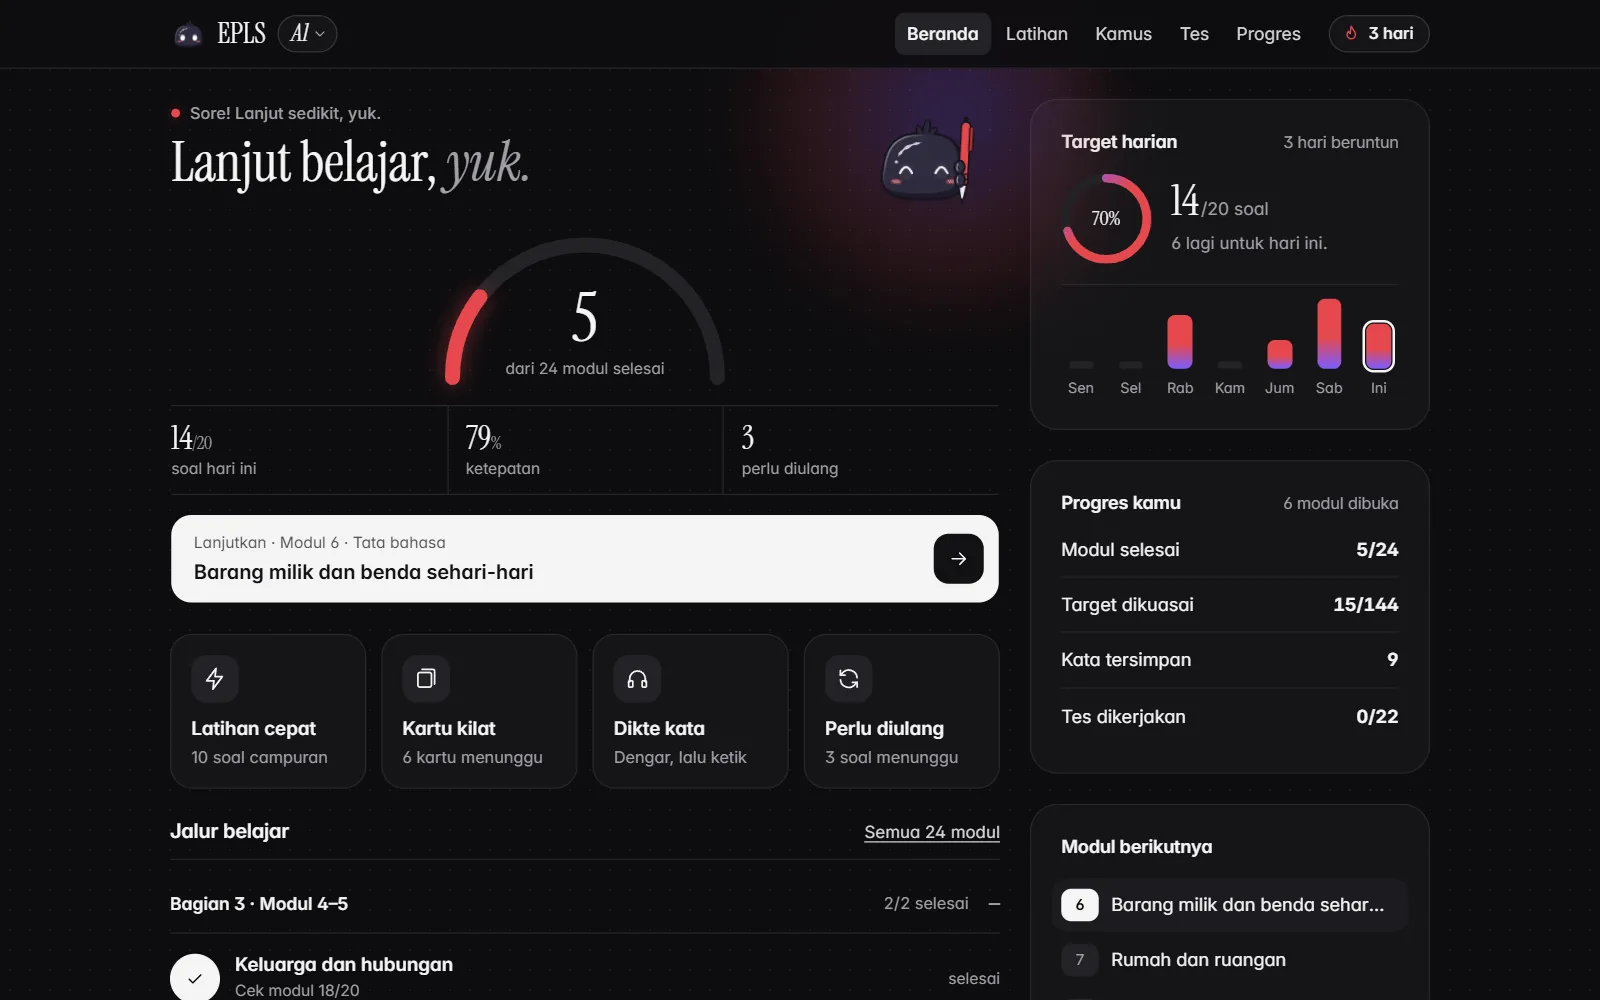 EPLS
A1
Beranda
Latihan
Kamus
Tes
Progres
3 hari
Sore! Lanjut sedikit, yuk.
Lanjut belajar, yuk.
5
dari 24 modul selesai
14/20
soal hari ini
79%
ketepatan
3
perlu diulang
Lanjutkan · Modul 6 · Tata bahasa
Barang milik dan benda sehari-hari
Latihan cepat
10 soal campuran
Kartu kilat
6 kartu menunggu
Dikte kata
Dengar, lalu ketik
Perlu diulang
3 soal menunggu
Jalur belajar
Semua 24 modul
Bagian 3 · Modul 4–5
2/2 selesai
Keluarga dan hubungan
Cek modul 18/20
selesai
Target harian
3 hari beruntun
70%
14/20 soal
6 lagi untuk hari ini.
Sen
Sel
Rab
Kam
Jum
Sab
Ini
Progres kamu
6 modul dibuka
Modul selesai
5/24
Target dikuasai
15/144
Kata tersimpan
9
Tes dikerjakan
0/22
Modul berikutnya
6
Barang milik dan benda sehar...
7
Rumah dan ruangan